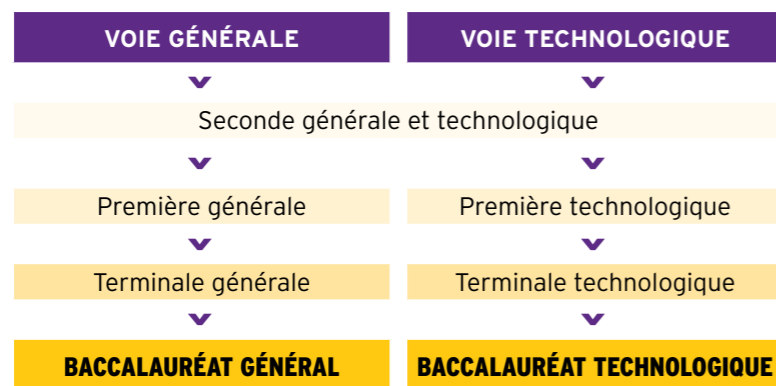 VOIE GÉNÉRALE
VOIE TECHNOLOGIQUE
Seconde générale et technologique
Première générale
Première technologique
Terminale générale
Terminale technologique
BACCALAURÉAT GÉNÉRAL
BACCALAURÉAT TECHNOLOGIQUE